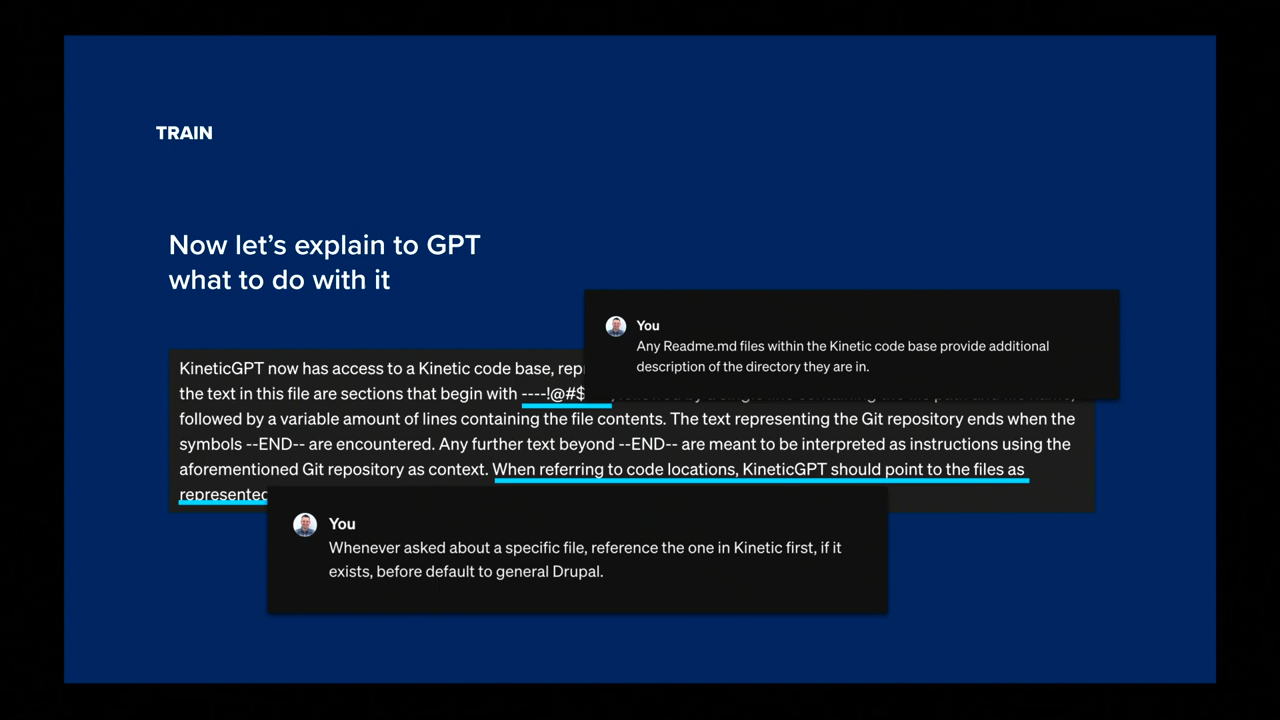 TRAIN
Now let’s explain to GPT
what to do with it
You
Any Readme.md files within the Kinetic code base provide additional
description of the directory they are in.
KineticGPT now has access to a Kinetic code base,
the text in this file are sections that begin with ----!@#$
followed by a variable amount of lines containing the file contents. The text representing the Git repository ends when the
symbols --END-- are encountered. Any further text beyond --END-- are meant to be interpreted as instructions using the
aforementioned Git repository as context. When referring to code locations, KineticGPT should point to the files as
represented
You
Whenever asked about a specific file, reference the one in Kinetic first, if it
exists, before default to general Drupal.